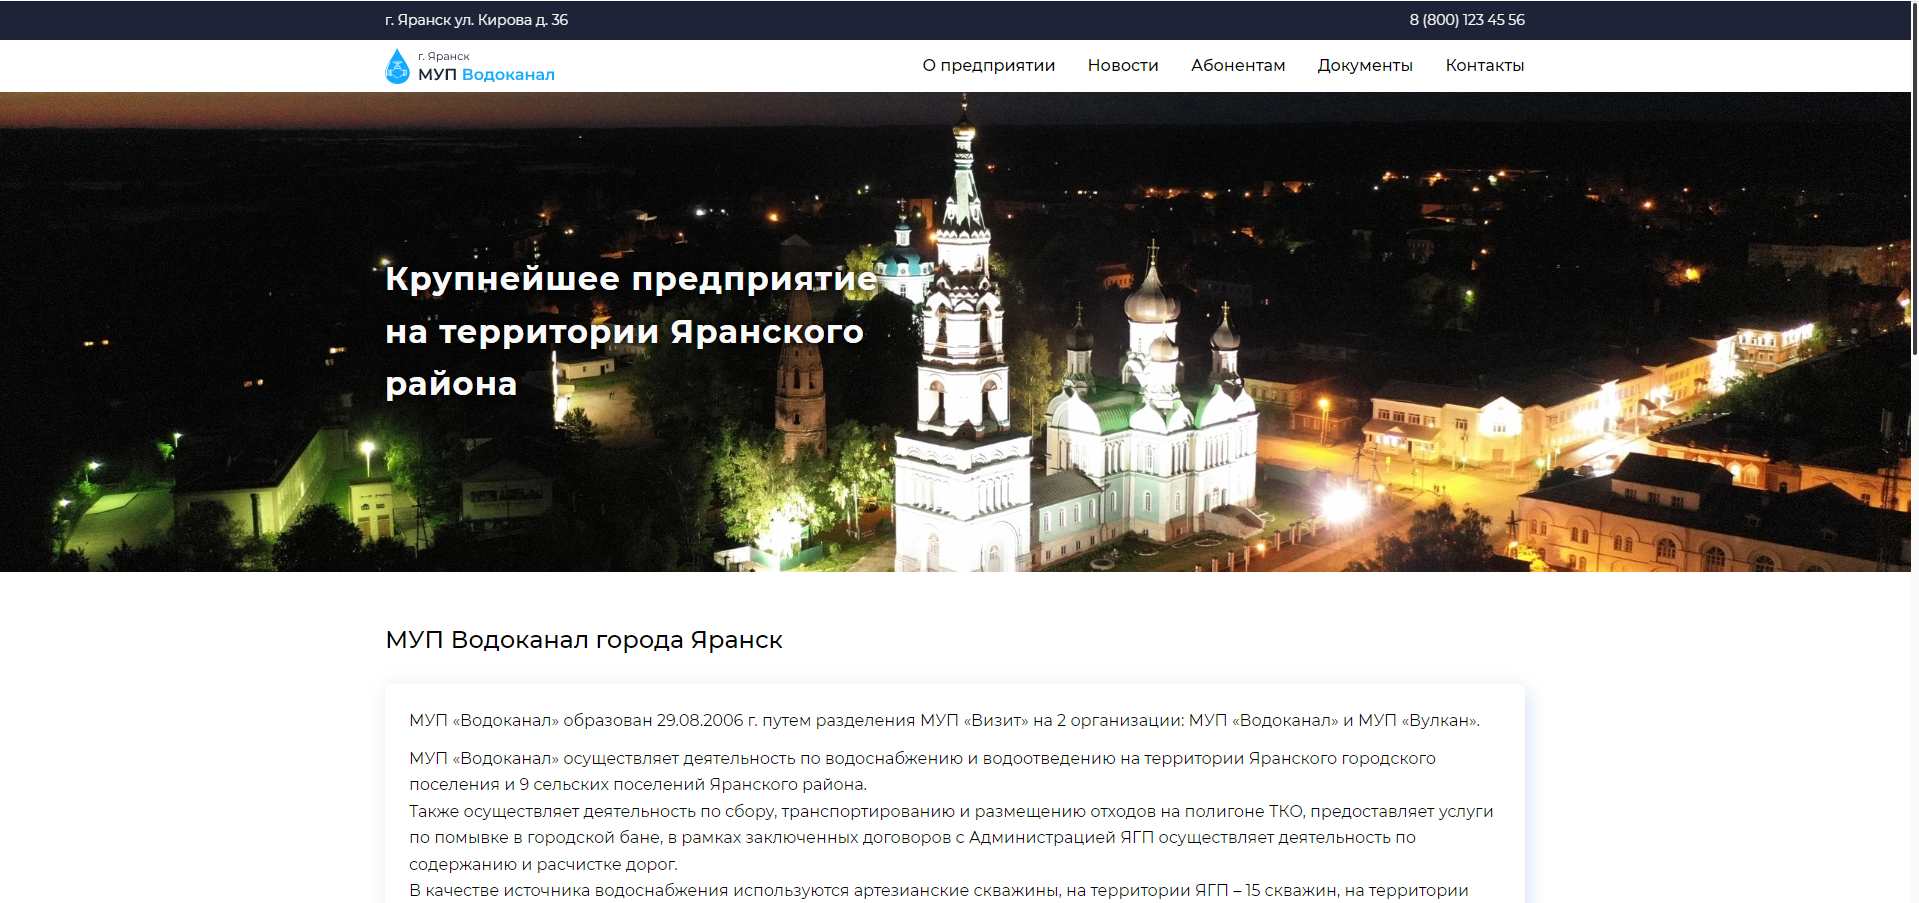 г. Яранск ул. Кирова д. 36
8 (800) 123 45 56
г. Яранск
МУП Водоканал
О предприятии
Новости
Абонентам
Документы
Контакты
Крупнейшее предприятие
на территории Яранского
района
МУП Водоканал города Яранск
МУП «Водоканал» образован 29.08.2006 г. путем разделения МУП «Визит» на 2 организации: МУП «Водоканал» и МУП «Вулкан».
МУП «Водоканал» осуществляет деятельность по водоснабжению и водоотведению на территории Яранского городского
поселения и 9 сельских поселений Яранского района.
Также осуществляет деятельность по сбору, транспортированию и размещению отходов на полигоне ТКО, предоставляет услуги
по помывке в городской бане, в рамках заключенных договоров с Администрацией ЯГП осуществляет деятельность по
содержанию и расчистке дорог.
В качестве источника водоснабжения используются артезианские скважины, на территории ЯГП – 15 скважин, на территории